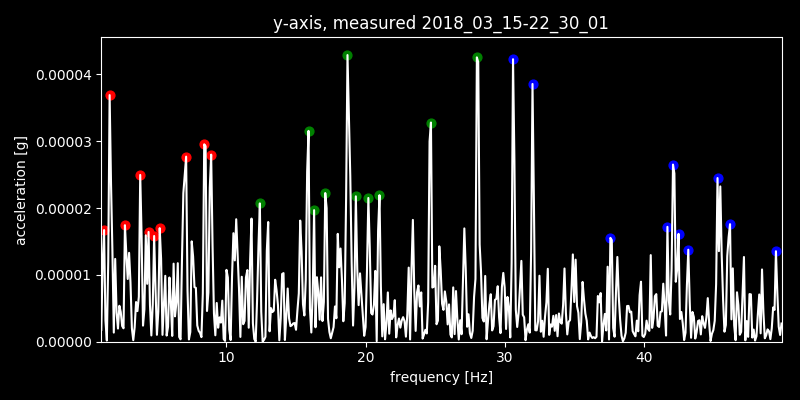 y-axis, measured 2018_03_15-22_30_01
0.00004
0.00003
0.00002
0.00001
0.00000
acceleration [g]
10 20 30 40
frequency [Hz]